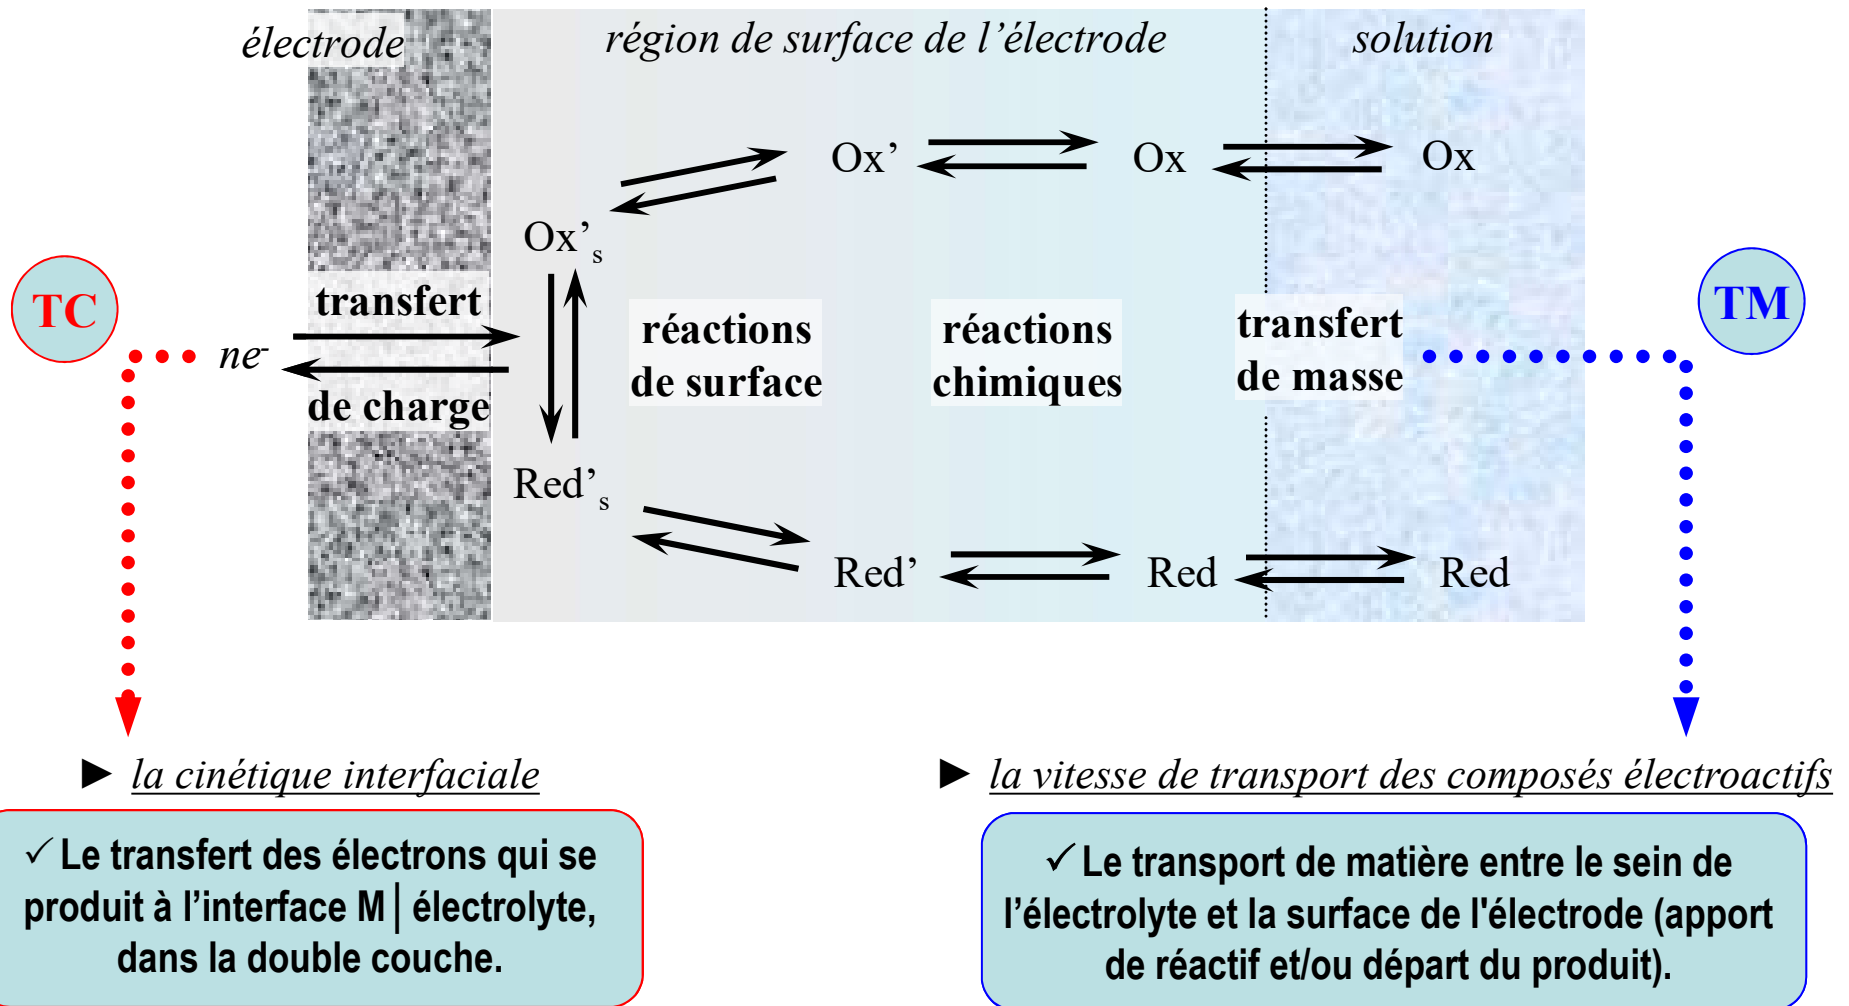 électrode
région de surface de l’électrode
solution
Ox’
Ox
Ox
Ox’s
TC
transfert
ne-
de charge
réactions
de surface
réactions
chimiques
transfert
de masse
TM
Red’s
Red’
Red
Red
► la cinétique interfaciale
► la vitesse de transport des composés électroactifs
✓ Le transfert des électrons qui se
produit à l’interface M│électrolyte,
dans la double couche.
✓ Le transport de matière entre le sein de
l’électrolyte et la surface de l'électrode (apport
de réactif et/ou départ du produit).